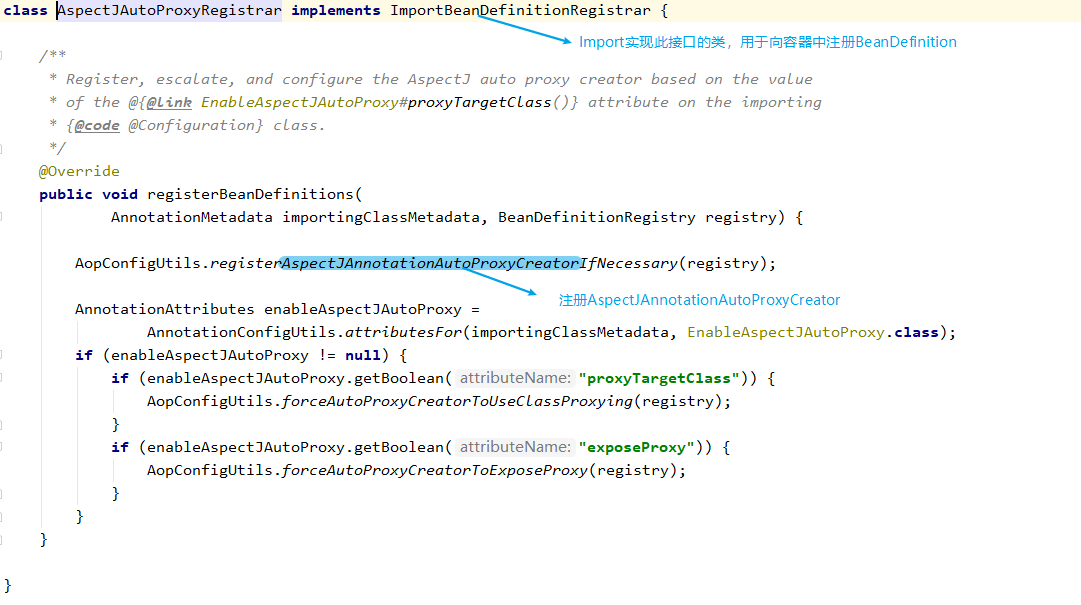 class AspectJAutoProxyRegistrar implements ImportBeanDefinitionRegistrar {
Import实现此接口的类，用于向容器中注册BeanDefinition
/**
* Register, escalate, and configure the AspectJ auto proxy creator based on the value
* of the @{@link EnableAspectJAutoProxy#proxyTargetClass()} attribute on the importing
* {@code @Configuration} class.
*/
@Override
public void registerBeanDefinitions(
AnnotationMetadata importingClassMetadata, BeanDefinitionRegistry registry) {
AopConfigUtils.registerAspectJAnnotationAutoProxyCreatorIfNecessary(registry);
注册AspectJAnnotationAutoProxyCreator
AnnotationAttributes enableAspectJAutoProxy =
AnnotationConfigUtils.attributesFor(importingClassMetadata, EnableAspectJAutoProxy.class);
if (enableAspectJAutoProxy != null) {
if (enableAspectJAutoProxy.getBoolean( attributeName: "proxyTargetClass")) {
AopConfigUtils.forceAutoProxyCreatorToUseClassProxying(registry);
}
if (enableAspectJAutoProxy.getBoolean( attributeName: "exposeProxy")) {
AopConfigUtils.forceAutoProxyCreatorToExposeProxy(registry);
}
}
}
}